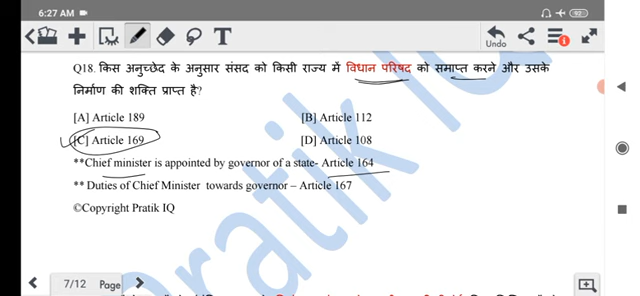 6:27 AM
92
Undo
Q18. किस अनुच्छेद के अनुसार संसद को किसी राज्य में विधान परिषद को समाप्त करने और उसके
निर्माण की शक्ति प्राप्त है?
[A] Article 189 [B] Article 112
[C] Article 169 [D] Article 108
**Chief minister is appointed by governor of a state- Article 164
** Duties of Chief Minister towards governor – Article 167
©Copyright Pratik IQ
7/12 Page